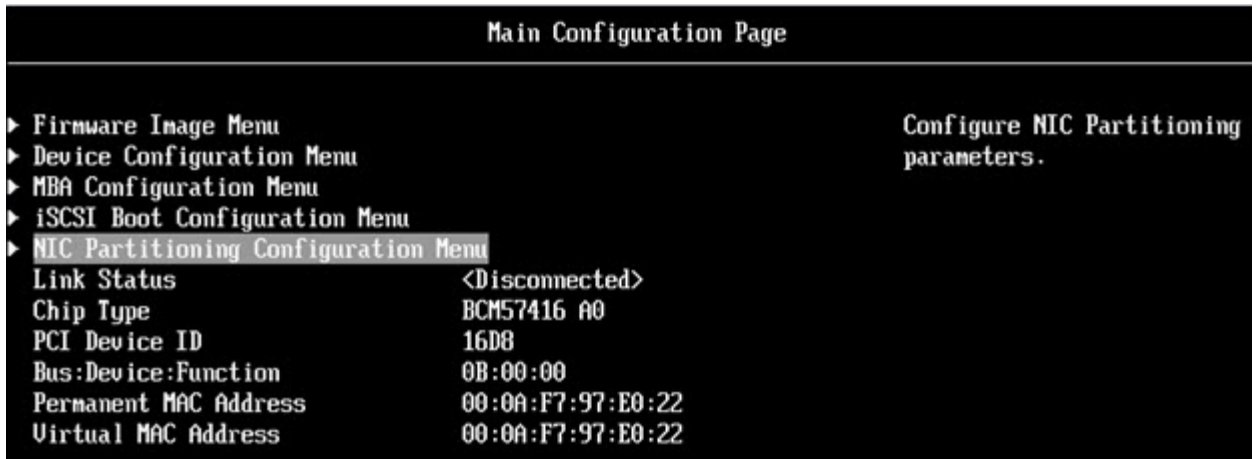 Main Configuration Page
Firmware Image Menu
Configure NIC Partitioning
Device Configuration Menu
parameters.
MBA Configuration Menu
iSCSI Boot Configuration Menu
NIC Partitioning Configuration Menu
Link Status <Disconnected>
Chip Type BCM57416 A0
PCI Device ID 16D8
Bus:Device:Function 0B:00:00
Permanent MAC Address 00:0A:F7:97:E0:22
Virtual MAC Address 00:0A:F7:97:E0:22